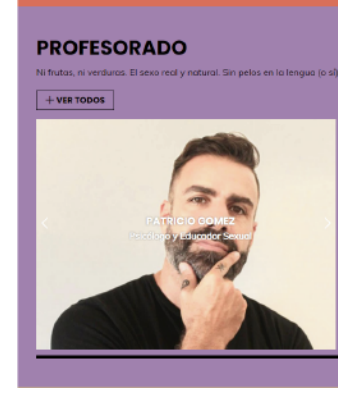 PROFESORADO
Ni frutas, ni verduras. El sexo real y natural. Sin pelos en la lengua (o sí)
+ VER TODOS
PATRICIO GOMEZ
Psicólogo y Educador Sexual